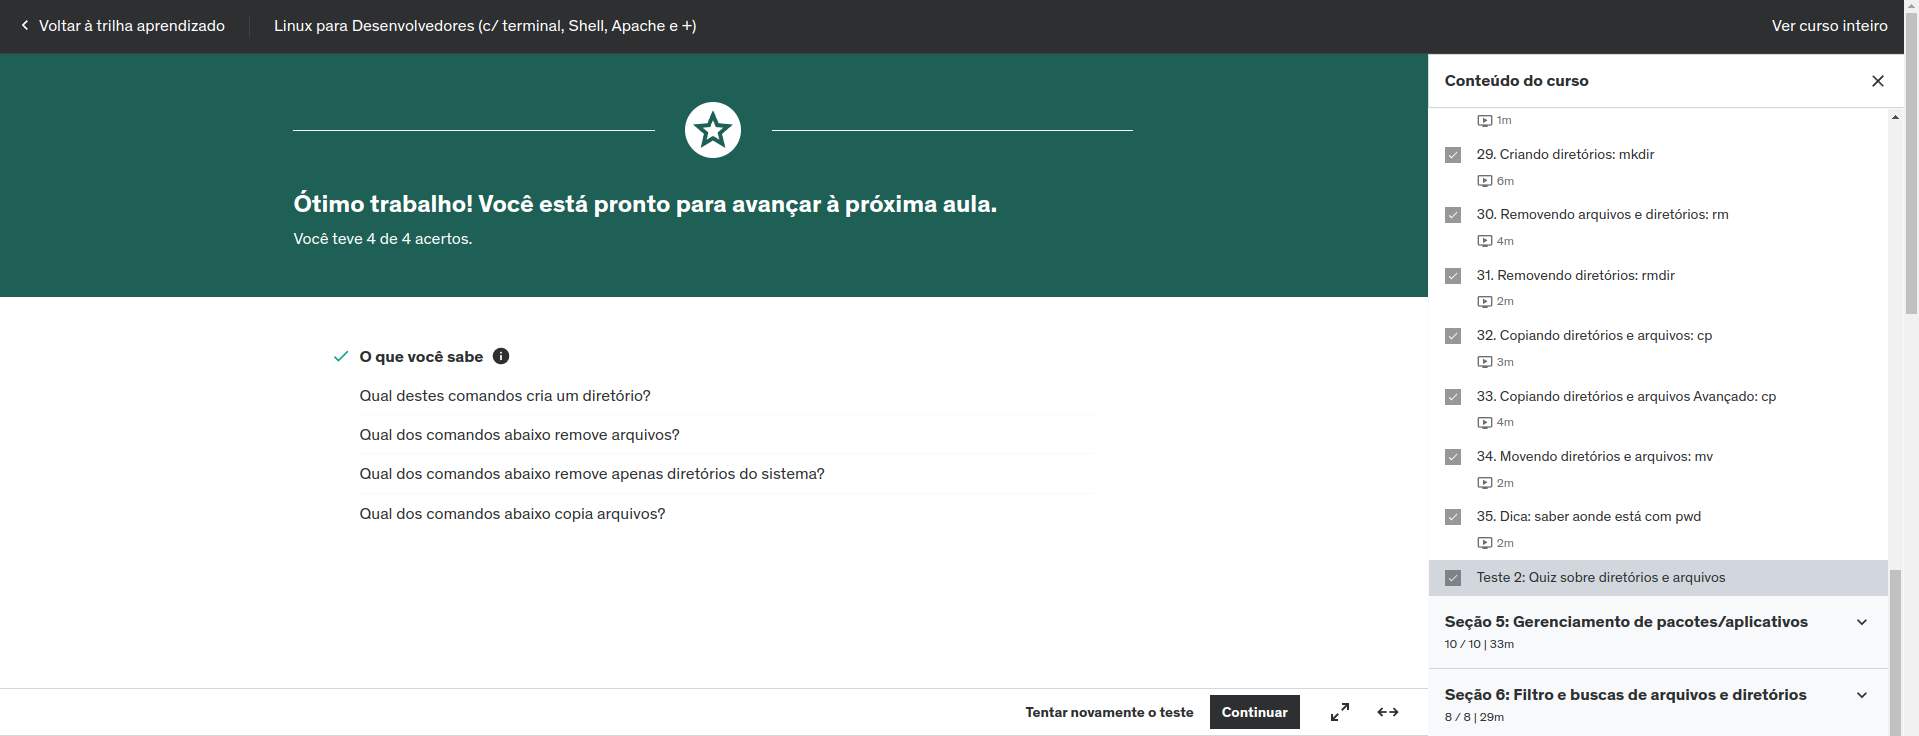 Voltar à trilha aprendizado
Linux para Desenvolvedores (c/ terminal, Shell, Apache e +)
Ver curso inteiro
Ótimo trabalho! Você está pronto para avançar à próxima aula.
Você teve 4 de 4 acertos.
O que você sabe
Qual destes comandos cria um diretório?
Qual dos comandos abaixo remove arquivos?
Qual dos comandos abaixo remove apenas diretórios do sistema?
Qual dos comandos abaixo copia arquivos?
Tentar novamente o teste
Continuar
Conteúdo do curso
1m
29. Criando diretórios: mkdir
6m
30. Removendo arquivos e diretórios: rm
4m
31. Removendo diretórios: rmdir
2m
32. Copiando diretórios e arquivos: cp
3m
33. Copiando diretórios e arquivos Avançado: cp
4m
34. Movendo diretórios e arquivos: mv
2m
35. Dica: saber aonde está com pwd
2m
Teste 2: Quiz sobre diretórios e arquivos
Seção 5: Gerenciamento de pacotes/aplicativos
10 / 10 | 33m
Seção 6: Filtro e buscas de arquivos e diretórios
8 / 8 | 29m